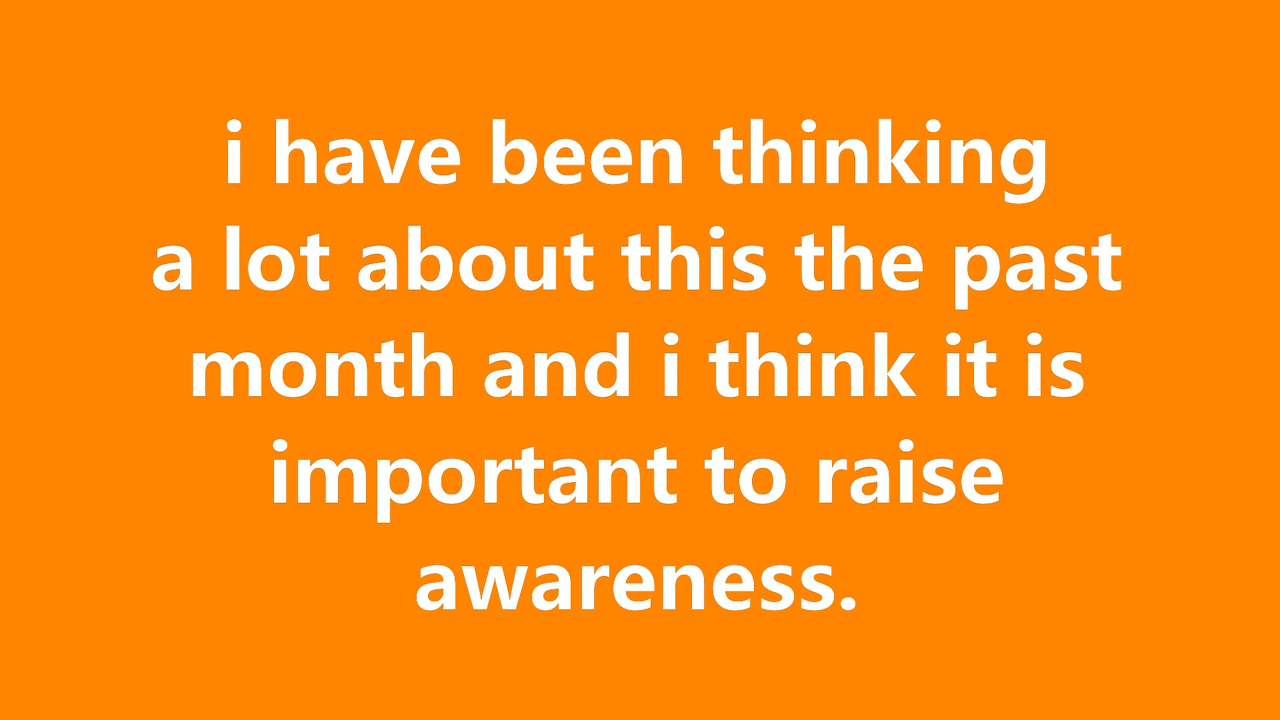 i have been thinking
a lot about this the past
month and i think it is
important to raise
awareness.